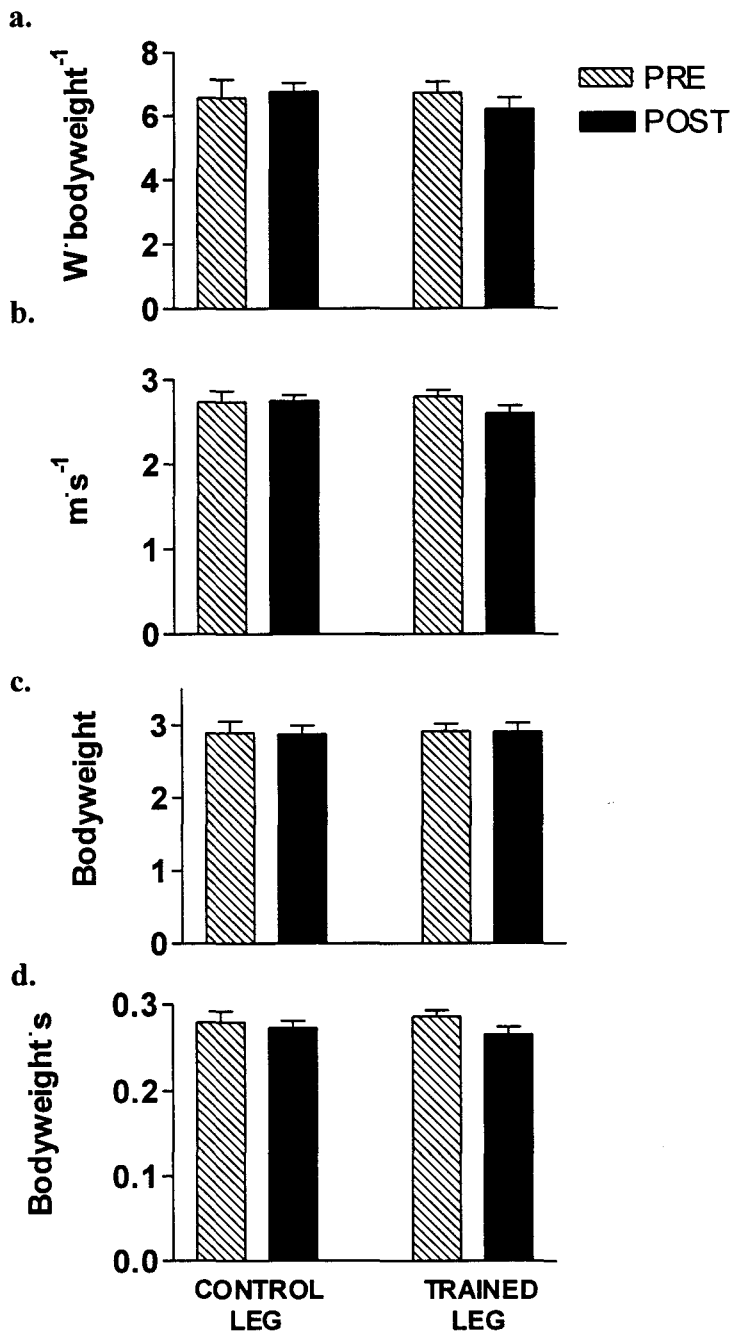 a.
W·bodyweight⁻¹
8
6
4
2
0
PRE
POST
b.
m·s⁻¹
3
2
1
0
c.
Bodyweight
3
2
1
0
d.
Bodyweight·s
0.3
0.2
0.1
0.0
CONTROL
LEG
TRAINED
LEG